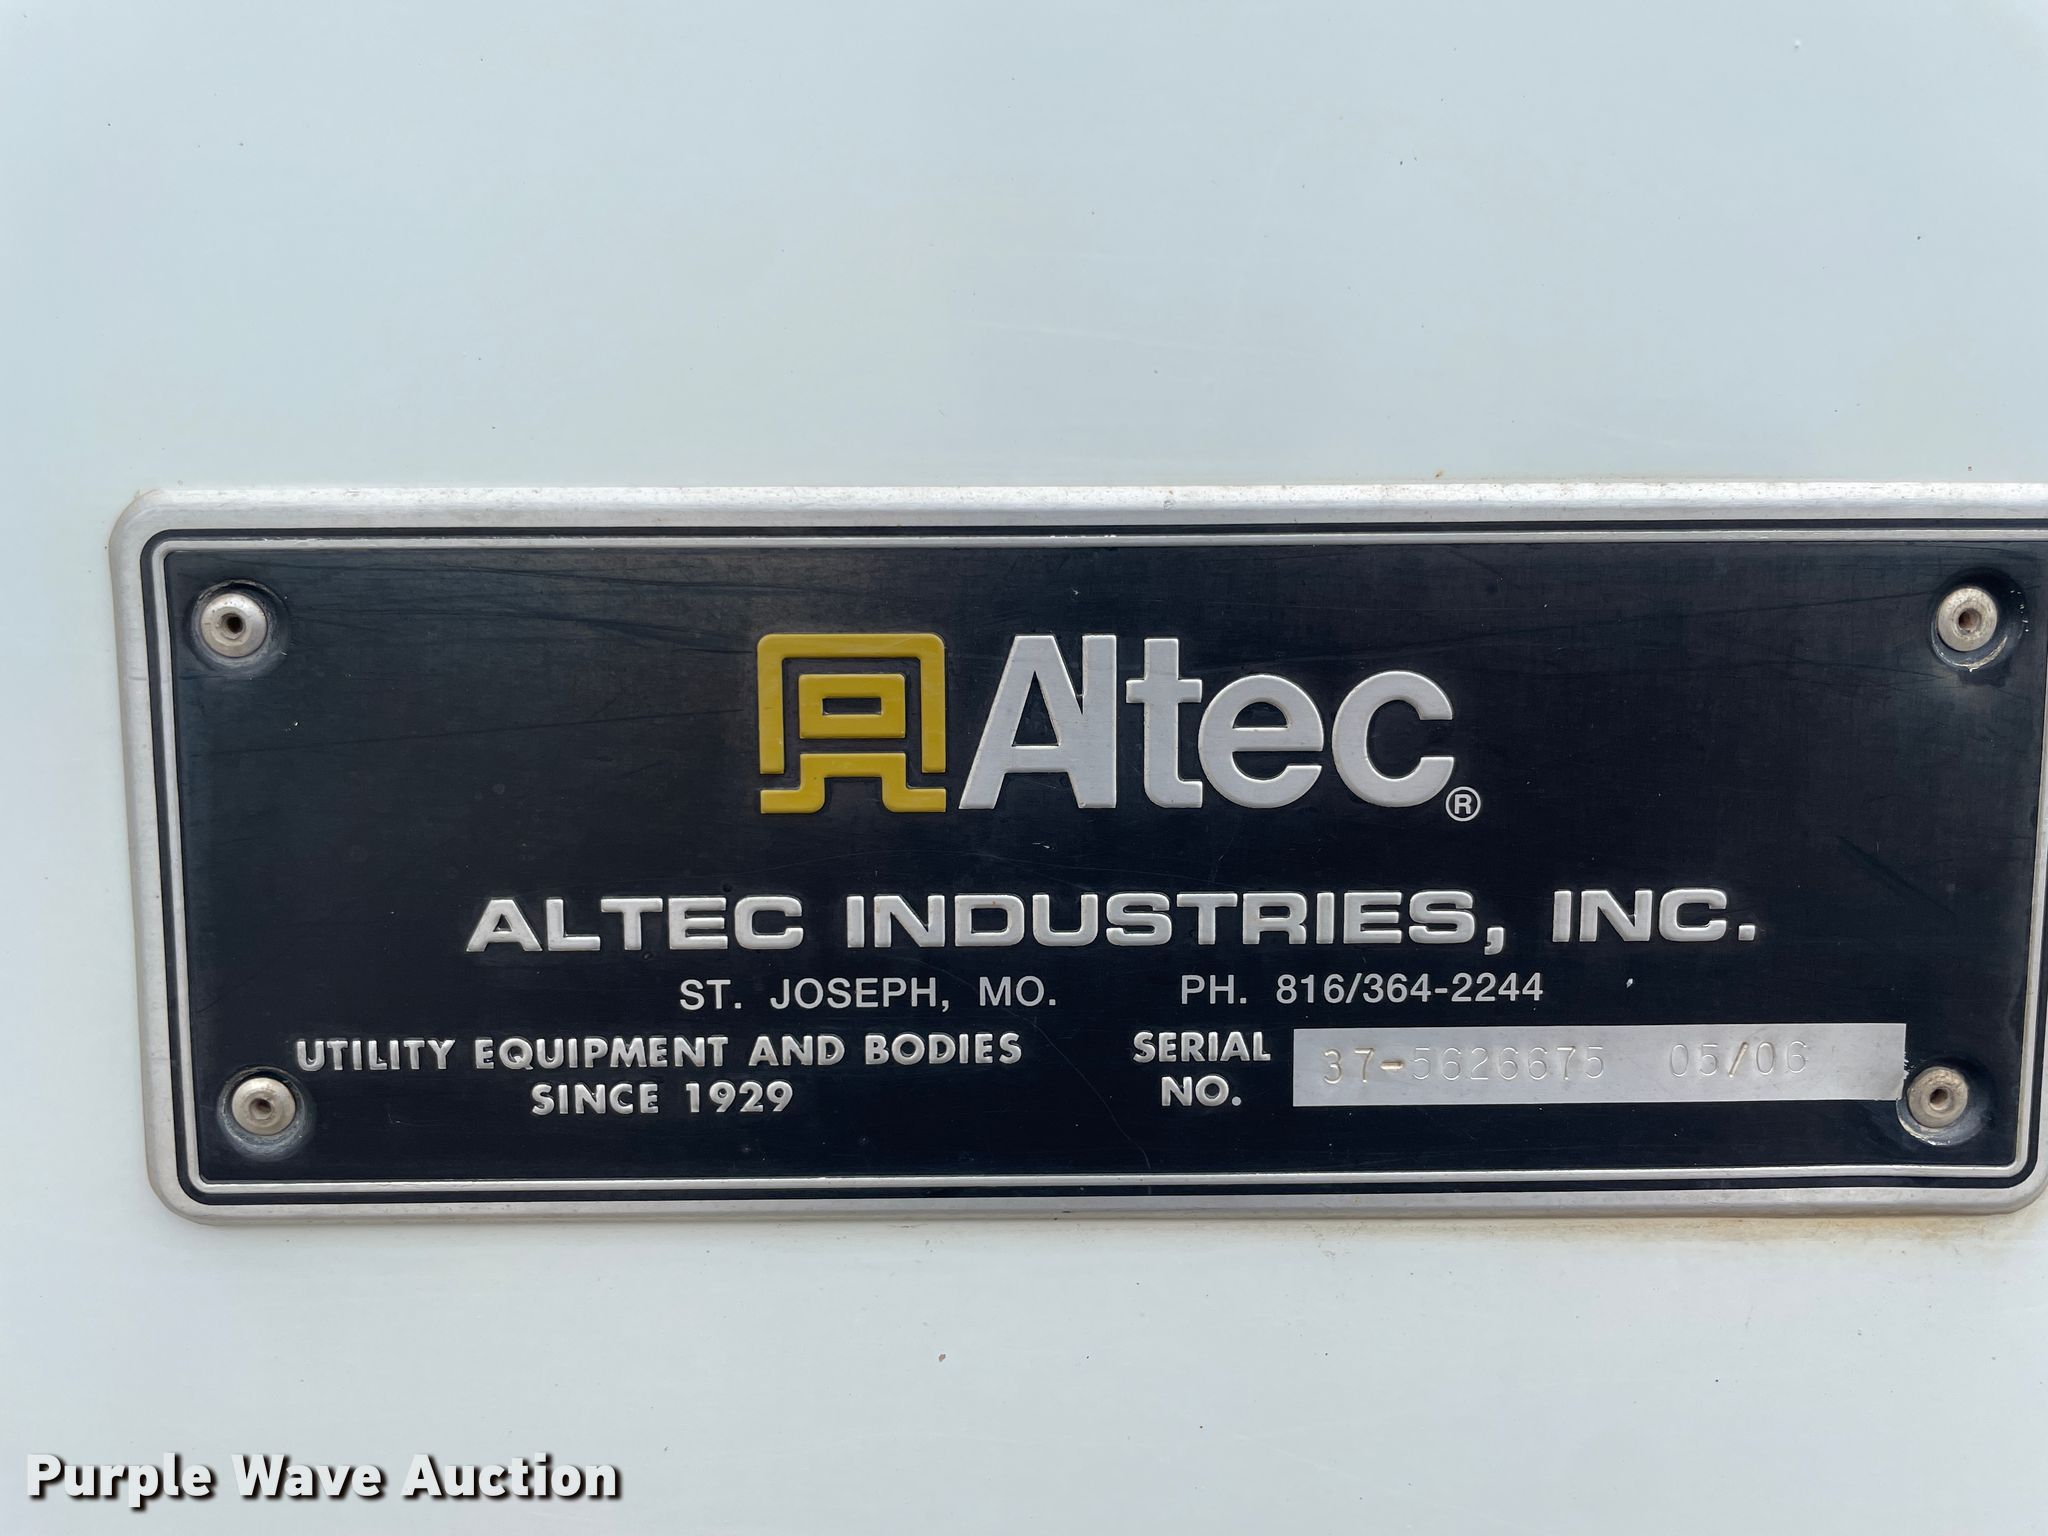 Altec®
ALTEC INDUSTRIES, INC.
ST. JOSEPH, MO. PH. 816/364-2244
UTILITY EQUIPMENT AND BODIES
SINCE 1929
SERIAL
NO.
37-5626675 05/06
Purple Wave Auction